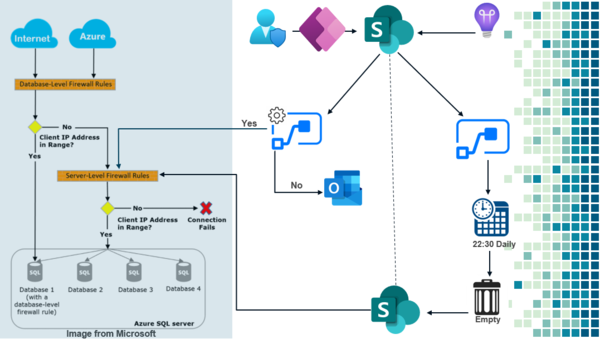 Internet
Azure
Database-Level Firewall Rules
Client IP Address
in Range?
No
Yes
Server-Level Firewall Rules
No
Client IP Address
in Range?
Connection
Fails
SQL
SQL
SQL
SQL
Database 1
(with a
database-level
firewall rule)
Database 2
Database 3
Database 4
Azure SQL server
Image from Microsoft
S
Yes
No
O
22:30 Daily
Empty
S